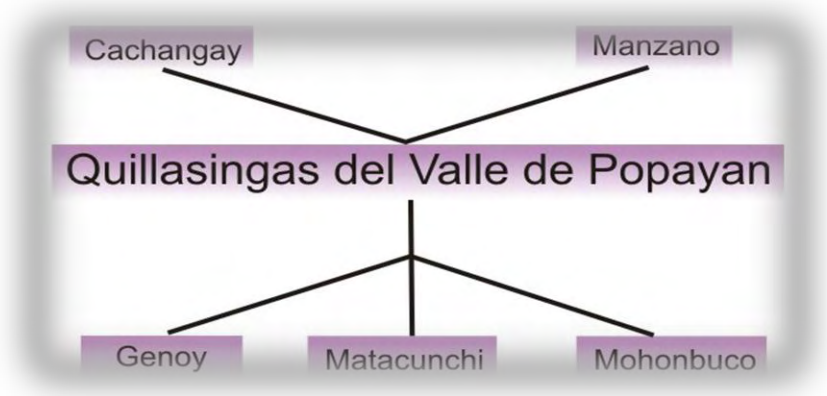 Cachangay
Manzano
Quillasingas del Valle de Popayan
Genoy
Matacunchi
Mohonbuco